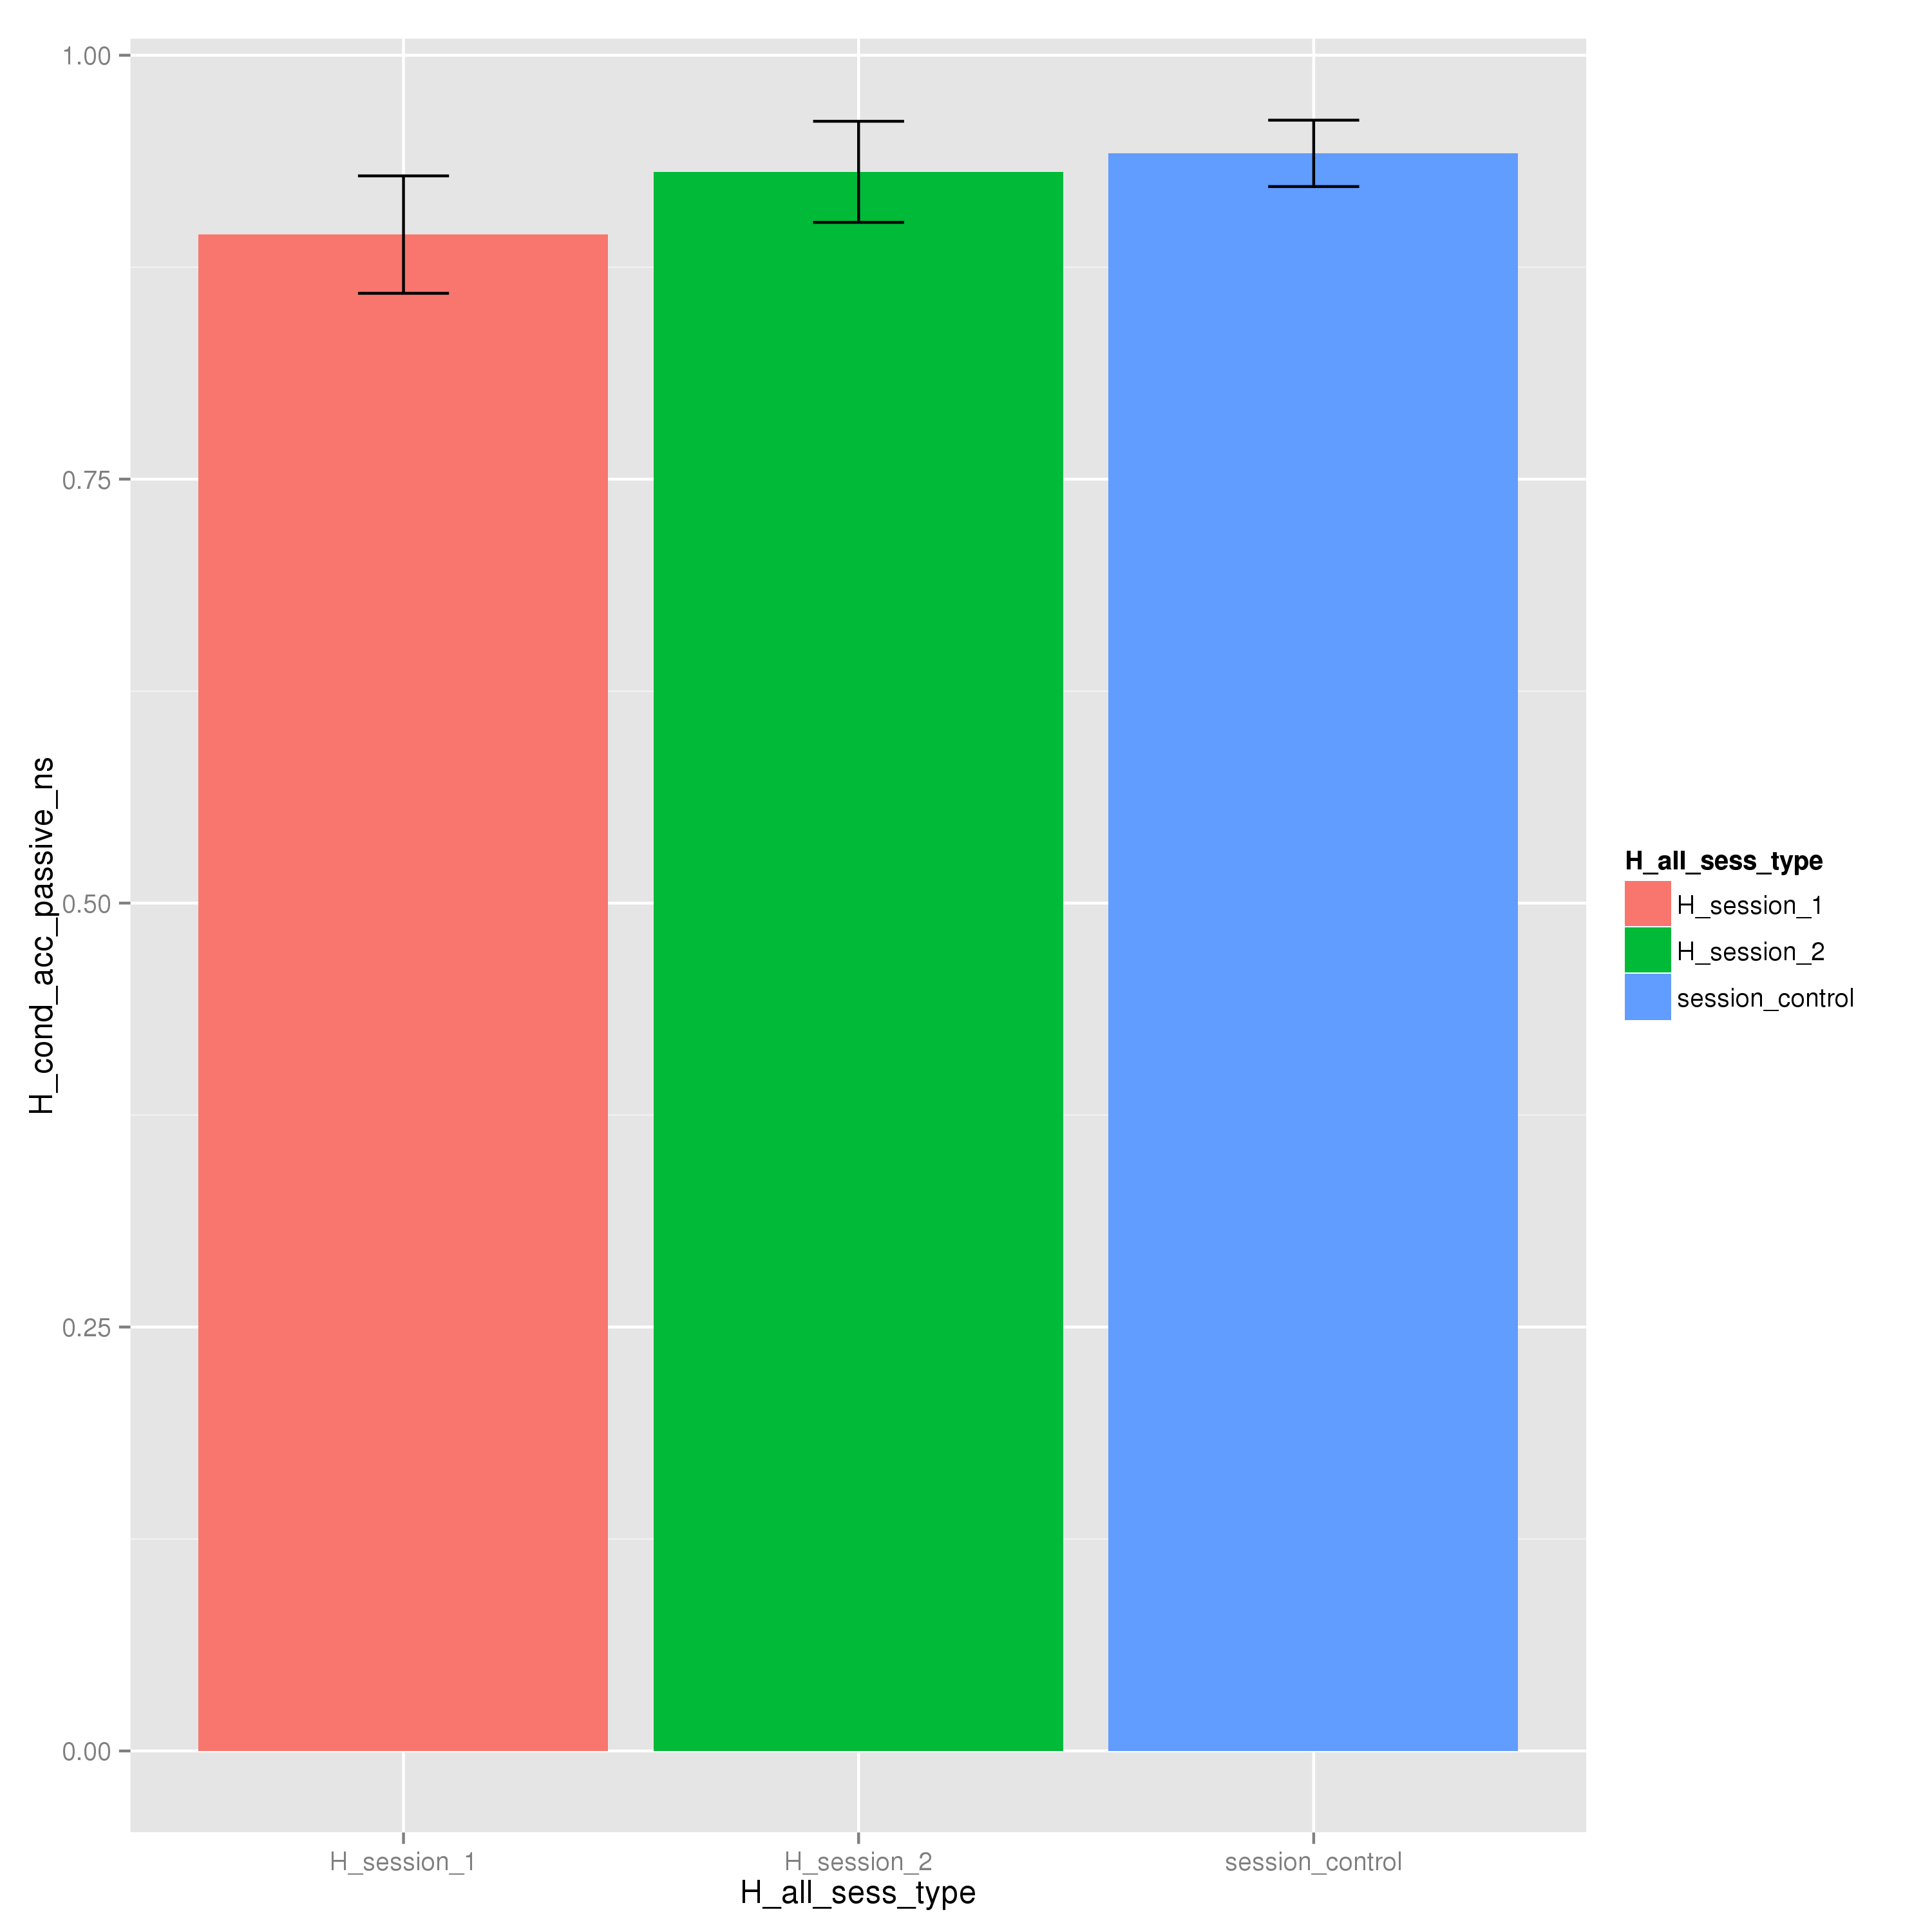 1.00
0.75
0.50
0.25
0.00
H_cond_acc_passive_ns
H_session_1
H_session_2
session_control
H_all_sess_type
H_all_sess_type
H_session_1
H_session_2
session_control